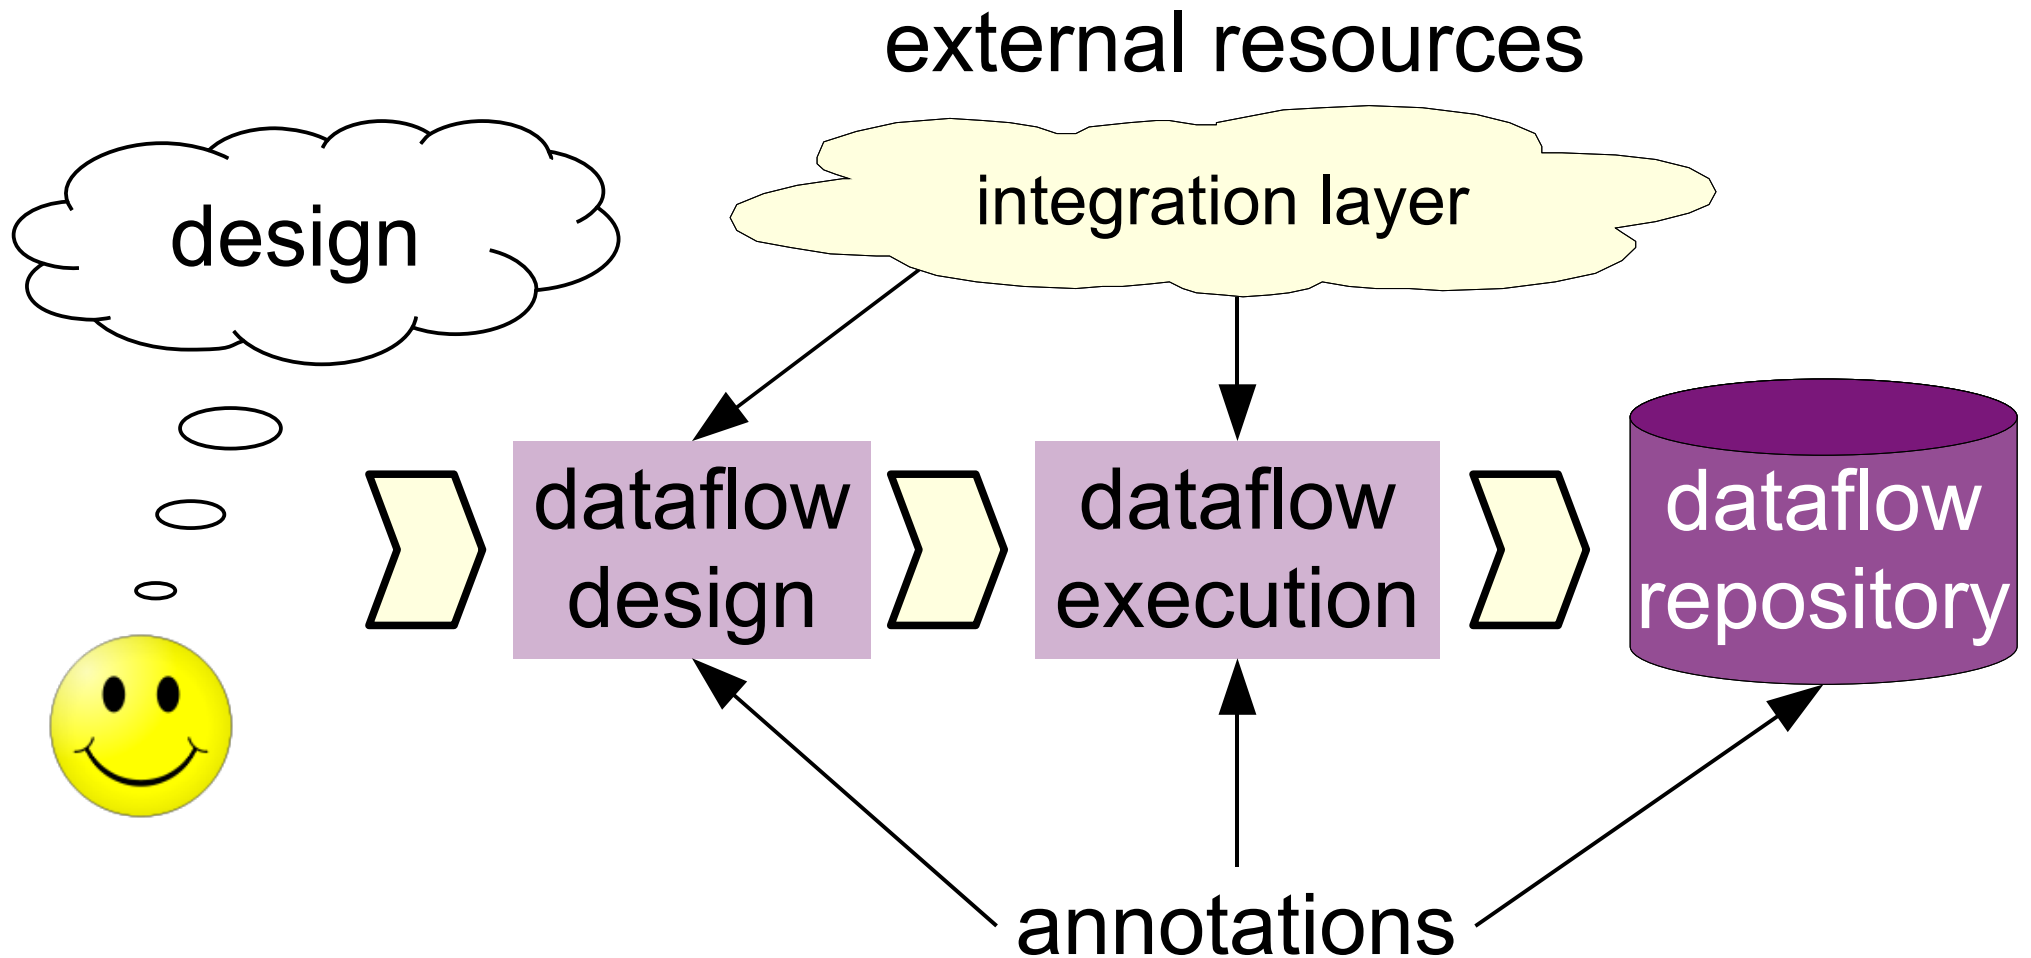 external resources
design
integration layer
dataflow
design
dataflow
execution
dataflow
repository
annotations